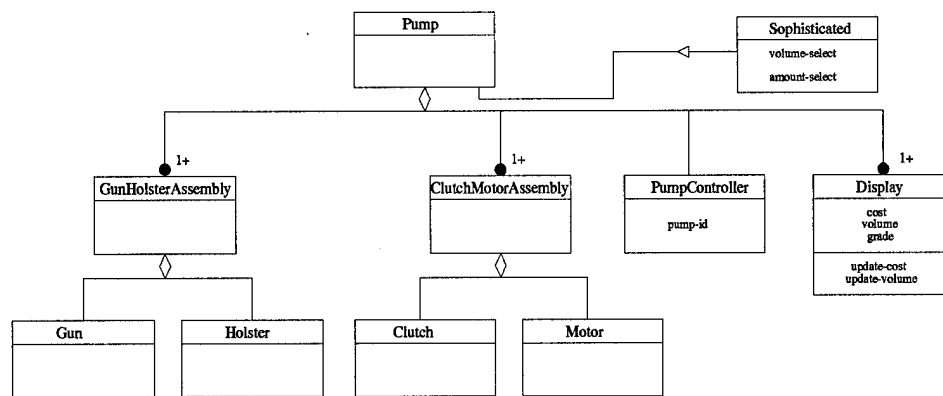 Pump
Sophisticated
volume-select
amount-select
1+
1+
1+
GunHolsterAssembly
ClutchMotorAssembly
PumpController
pump-id
Display
cost
volume
grade
update-cost
update-volume
Gun
Holster
Clutch
Motor